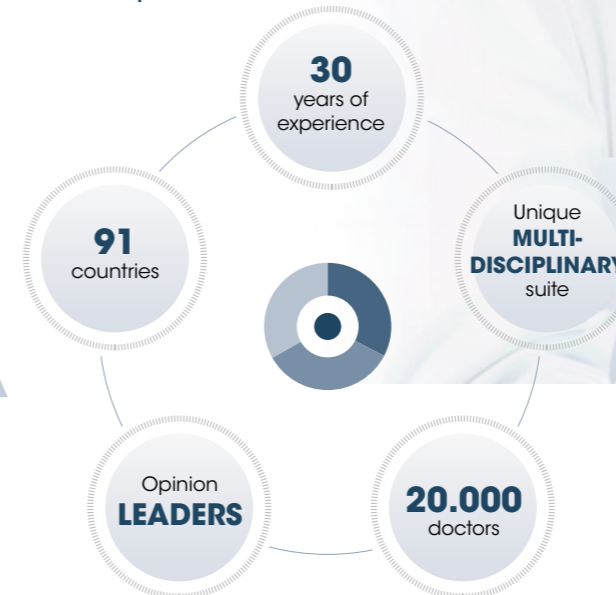 30
years of
experience
91
countries
Unique
MULTI-
DISCIPLINARY
suite
Opinion
LEADERS
20.000
doctors